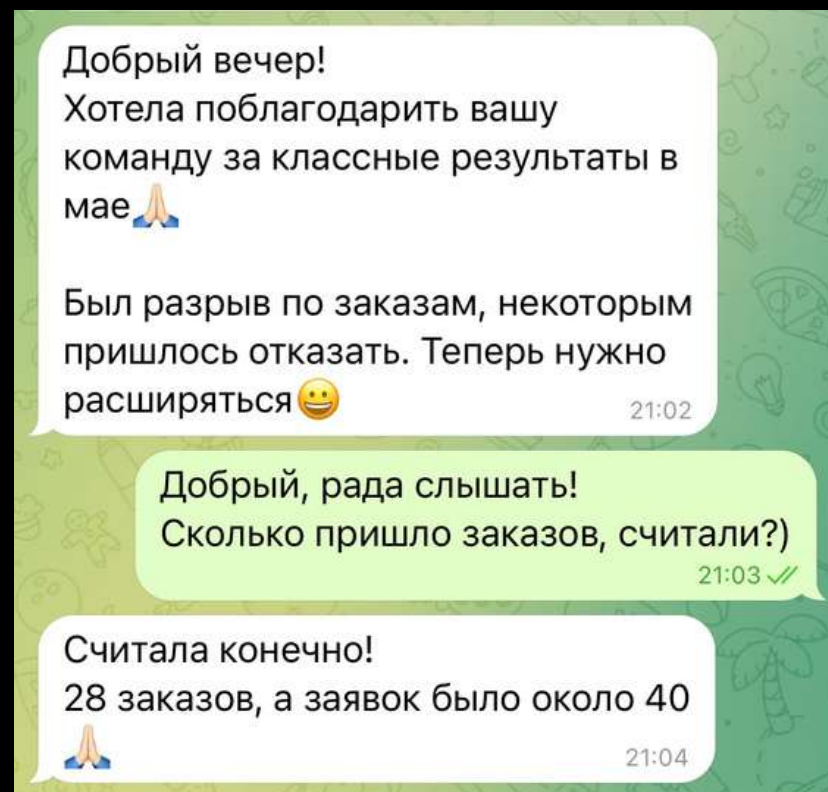 Добрый вечер!
Хотела поблагодарить вашу
команду за классные результаты в
мае🙏🏻
Был разрыв по заказам, некоторым
пришлось отказать. Теперь нужно
расширяться😀
21:02
Добрый, рада слышать!
Сколько пришло заказов, считали?)
21:03
Считала конечно!
28 заказов, а заявок было около 40
🙏🏻
21:04